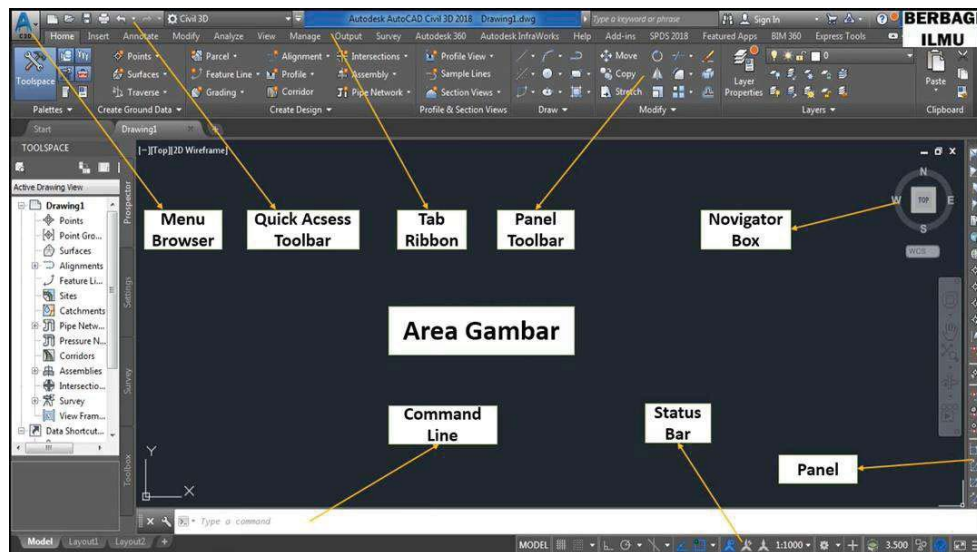 Civil 3D
Autodesk AutoCAD Civil 3D 2018 Drawing1.dwg
Type a keyword or phrase
Sign In
BERBAGI
ILMU
C3D
Home Insert Annotate Modify Analyze View Manage Output Survey Autodesk 360 Autodesk InfraWorks Help Add-ins SPDS 2018 Featured Apps BIM 360 Express Tools
Toolspace
Points Parcel Alignment Intersections Profile View Move
Surfaces Feature Line Profile Assembly Sample Lines Copy
Traverse Grading Corridor Pipe Network Section Views Stretch
Layer
Properties
0
Paste
Palettes Create Ground Data Create Design Profile & Section Views Draw Modify Layers Clipboard
Start Drawing1
TOOLSPACE
[−][Top][2D Wireframe]
Active Drawing View
Drawing1
Points
Point Gro...
Surfaces
Alignments
Feature Li...
Sites
Catchments
Pipe Netw...
Pressure N...
Corridors
Assemblies
Intersectio...
Survey
View Fram...
Data Shortcut...
Prospector
Settings
Survey
Toolbox
Menu
Browser
Quick Acsess
Toolbar
Tab
Ribbon
Panel
Toolbar
Novigator
Box
N
W TOP E
S
WCS
Area Gambar
Command
Line
Status
Bar
Panel
Y
X
Type a command
Model Layout1 Layout2 +
MODEL 1:1000 3.500